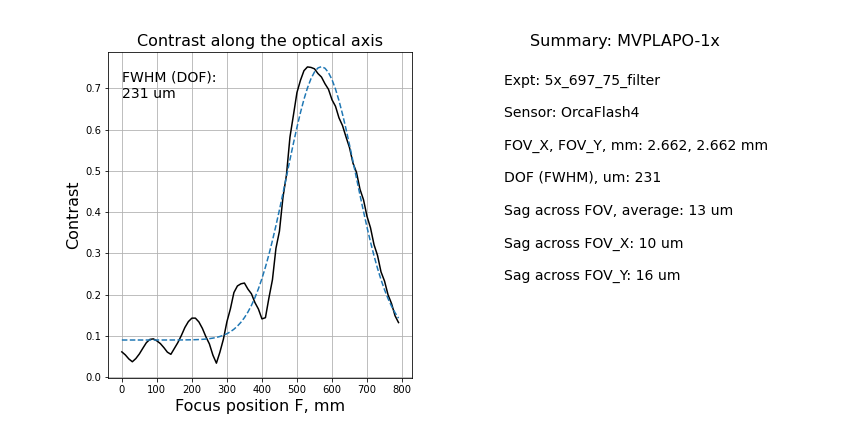 Contrast along the optical axis
FWHM (DOF):
231 um
Contrast
0.7
0.6
0.5
0.4
0.3
0.2
0.1
0.0
0 100 200 300 400 500 600 700 800
Focus position F, mm
Summary: MVPLAPO-1x
Expt: 5x_697_75_filter
Sensor: OrcaFlash4
FOV_X, FOV_Y, mm: 2.662, 2.662 mm
DOF (FWHM), um: 231
Sag across FOV, average: 13 um
Sag across FOV_X: 10 um
Sag across FOV_Y: 16 um